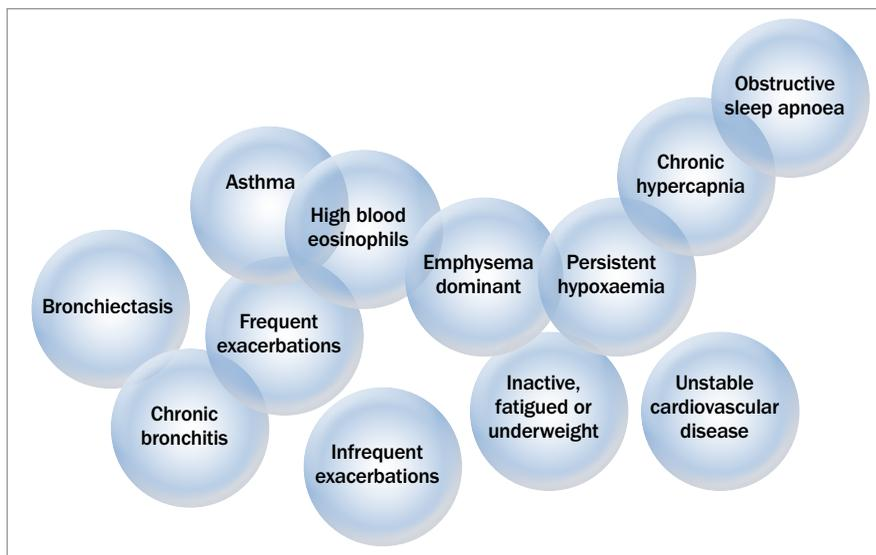 Obstructive
sleep apnoea
Chronic
hypercapnia
Asthma
High blood
eosinophils
Emphysema
dominant
Persistent
hypoxaemia
Bronchiectasis
Frequent
exacerbations
Chronic
bronchitis
Inactive,
fatigued or
underweight
Unstable
cardiovascular
disease
Infrequent
exacerbations